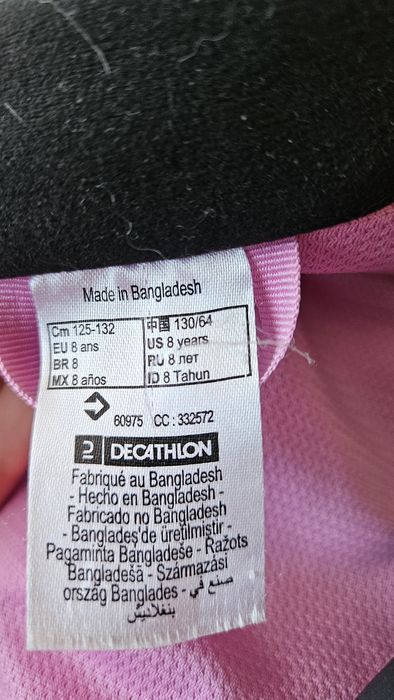 Made in Bangladesh
Cm 125-132 中国 130/64
EU 8 ans US 8 years
BR 8 RU 8 лет
MX 8 años ID 8 Tahun
60975 CC : 332572
DECATHLON
Fabriqué au Bangladesh
- Hecho en Bangladesh -
Fabricado no Bangladesh
- Bangladeş'de üretilmiştir -
Pagaminta Bangladeše - Ražots
Bangladešā - Származási
ország Banglades - صنع في
بنغلاديش